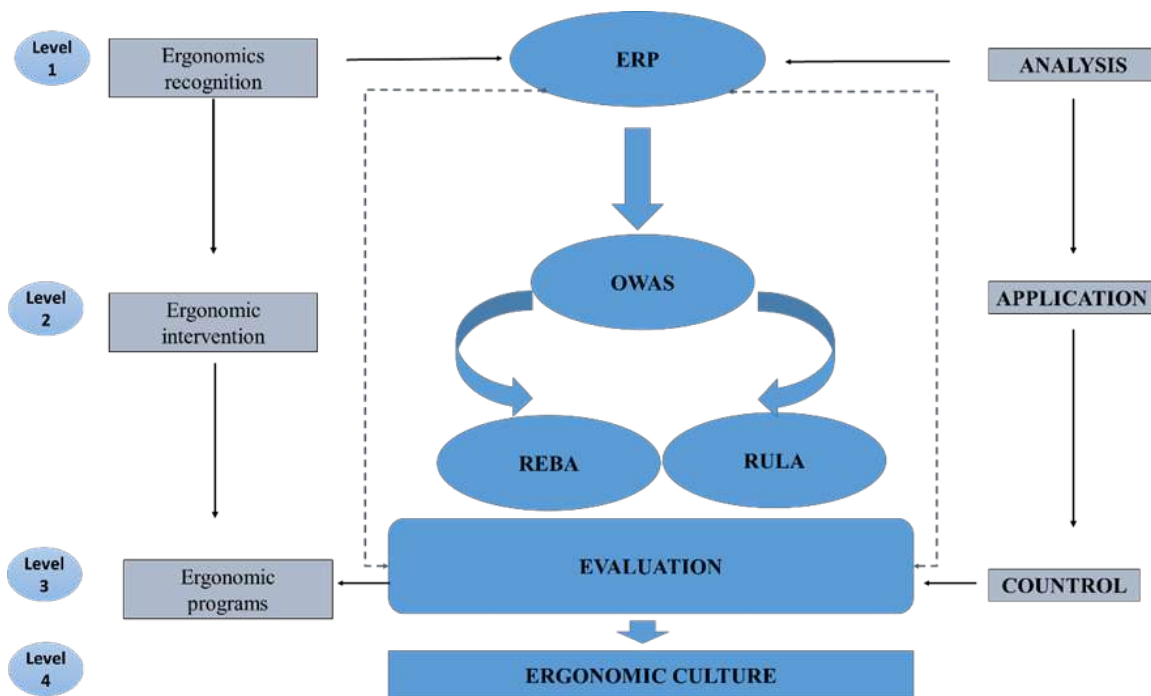 Level
1
Ergonomics
recognition
ERP
ANALYSIS
Level
2
Ergonomic
intervention
OWAS
APPLICATION
REBA
RULA
Level
3
Ergonomic
programs
EVALUATION
COUNTROL
Level
4
ERGONOMIC CULTURE